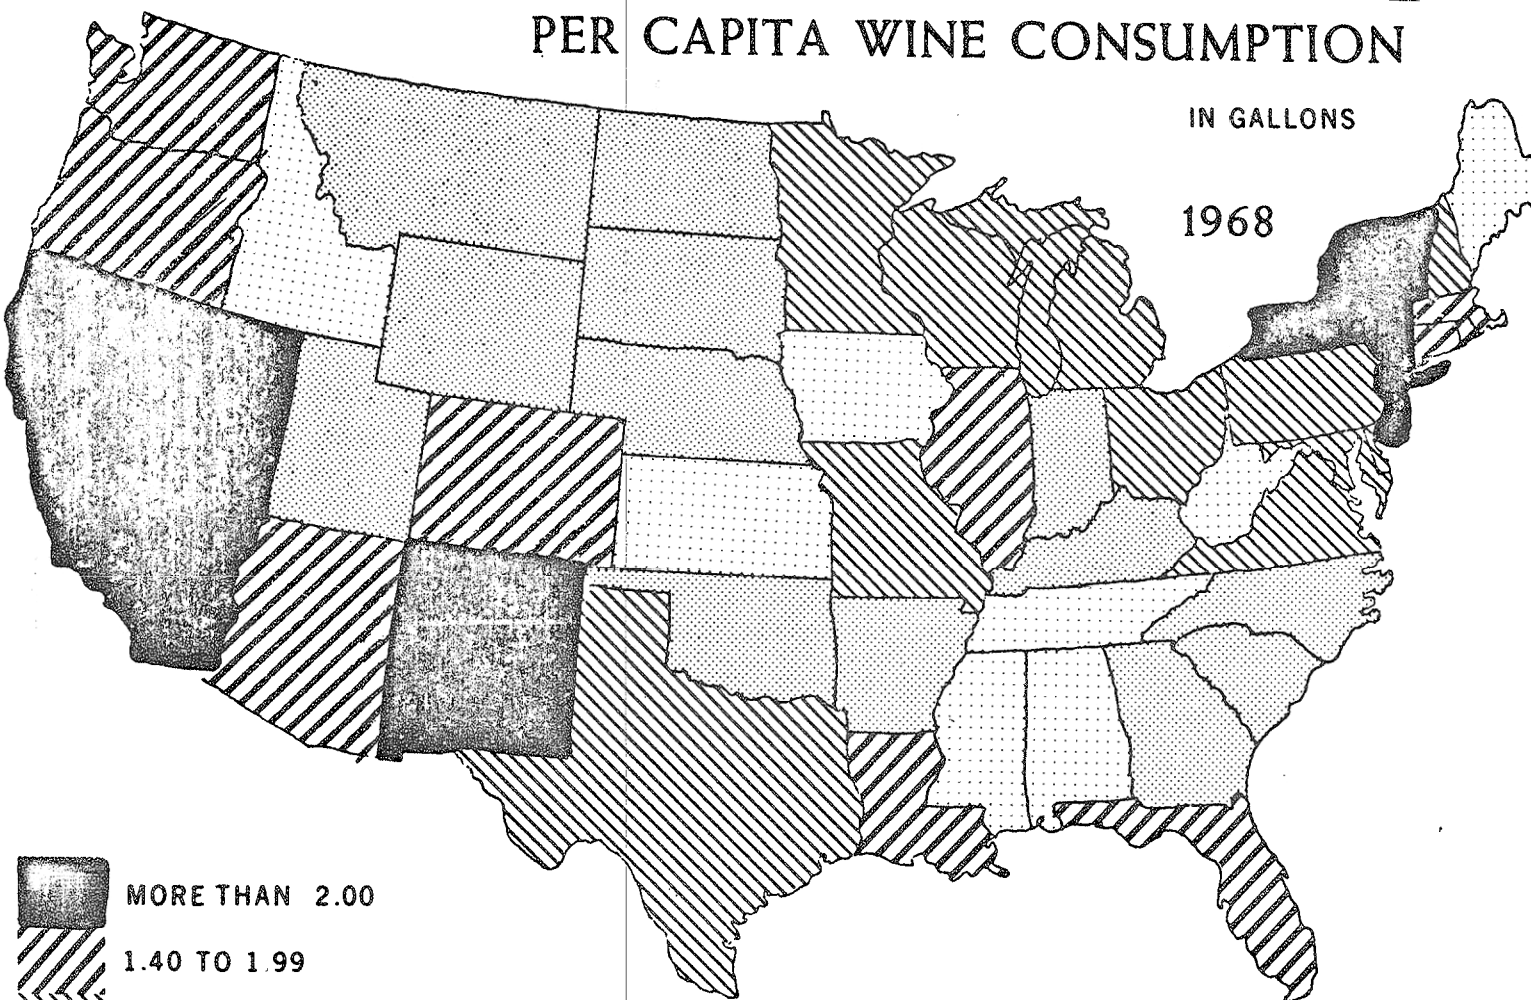 PER CAPITA WINE CONSUMPTION
IN GALLONS
1968
MORE THAN 2.00
1.40 TO 1.99